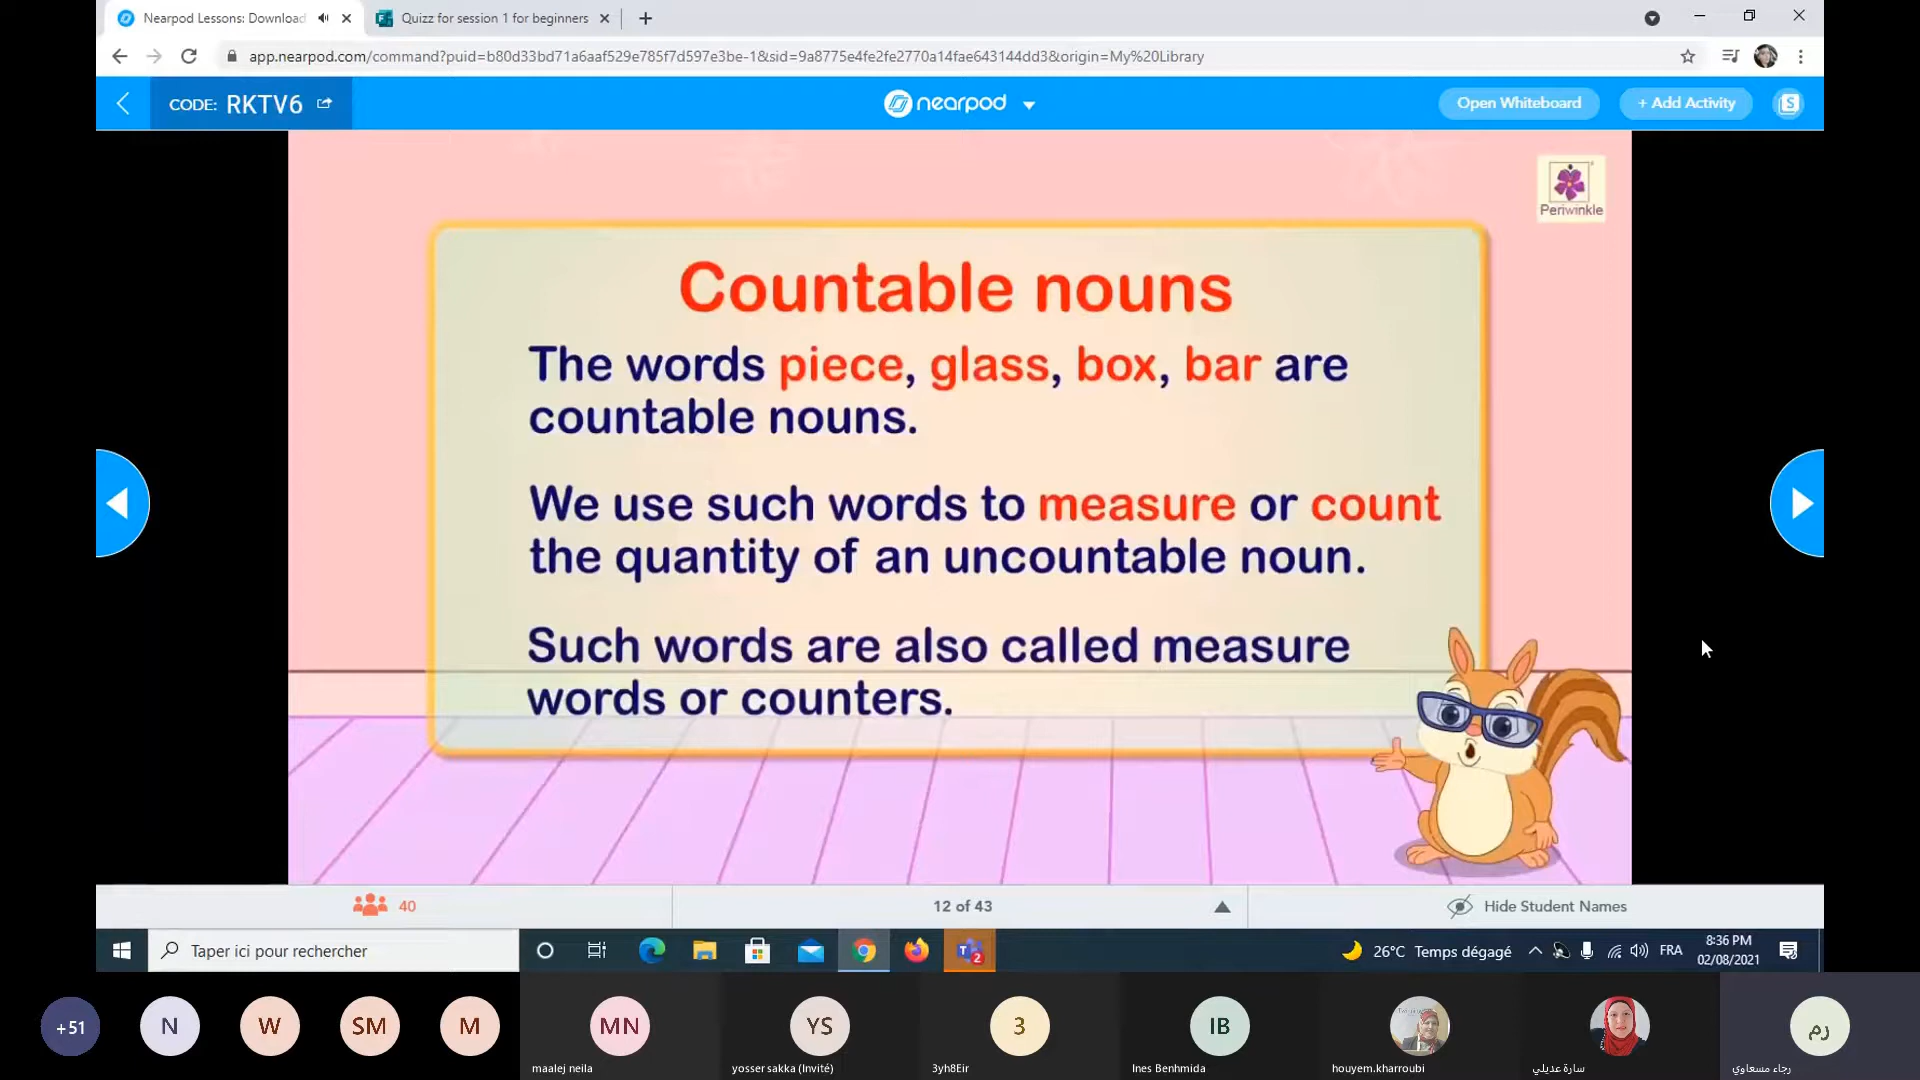 Nearpod Lessons: Download
Quizz for session 1 for beginners
app.nearpod.com/command?puid=b80d33bd71a6aaf529e785f7d597e3be-1&sid=9a8775e4fe2fe2770a14fae643144dd3&origin=My%20Library
CODE: RKTV6
nearpod
Open Whiteboard
+ Add Activity
S
Periwinkle
Countable nouns
The words piece, glass, box, bar are
countable nouns.
We use such words to measure or count
the quantity of an uncountable noun.
Such words are also called measure
words or counters.
40
12 of 43
Hide Student Names
Taper ici pour rechercher
2
26°C Temps dégagé
FRA
8:36 PM
02/08/2021
+51
N
W
SM
M
MN
YS
3
IB
رم
maalej neila
yosser sakka (Invité)
3yh8Eir
Ines Benhmida
houyem.kharroubi
سارة عديلي
رجاء مسعاوي